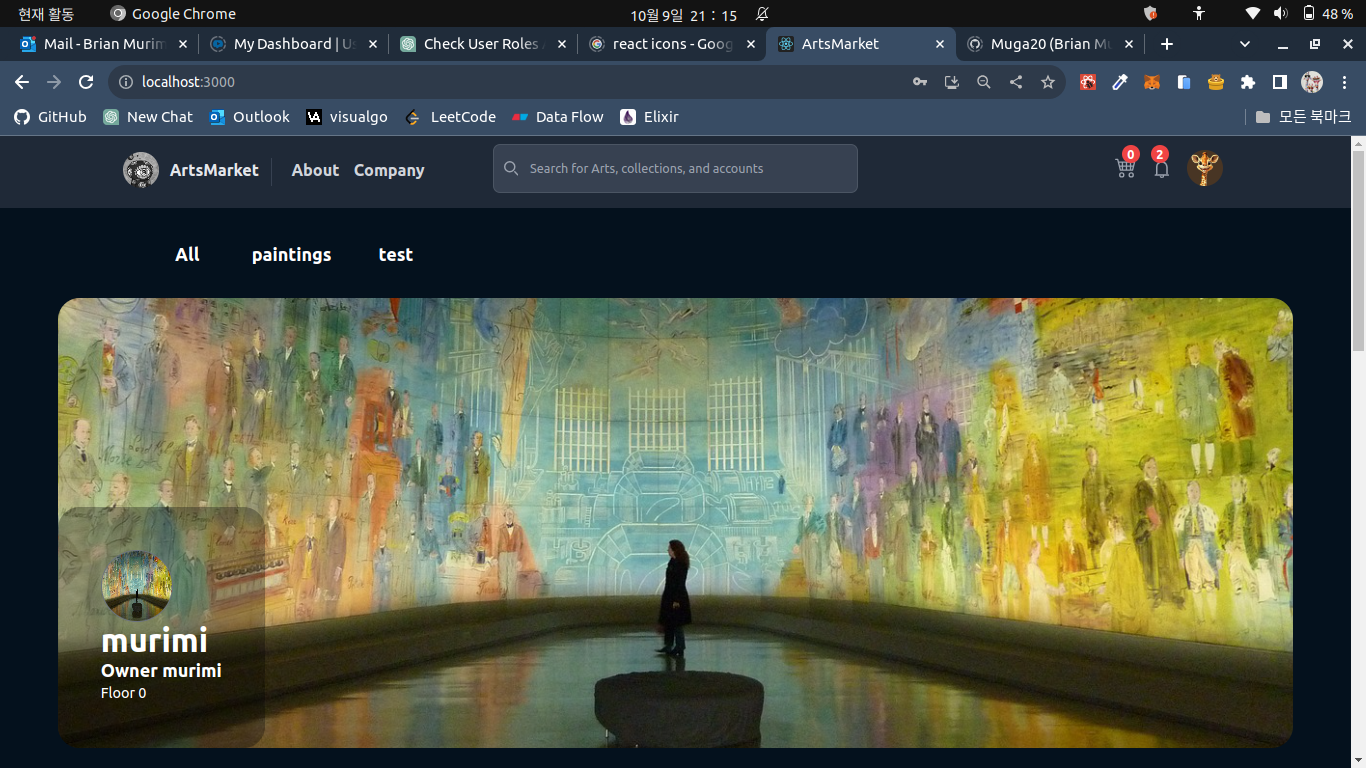 현재 활동
Google Chrome
10월 9일 21 : 15
48 %
Mail - Brian Murim
My Dashboard | Us
Check User Roles A
react icons - Goog
ArtsMarket
Muga20 (Brian Mu
localhost:3000
GitHub
New Chat
Outlook
VA visualgo
LeetCode
Data Flow
Elixir
모든 북마크
ArtsMarket
About
Company
Search for Arts, collections, and accounts
0
2
All
paintings
test
murimi
Owner murimi
Floor 0